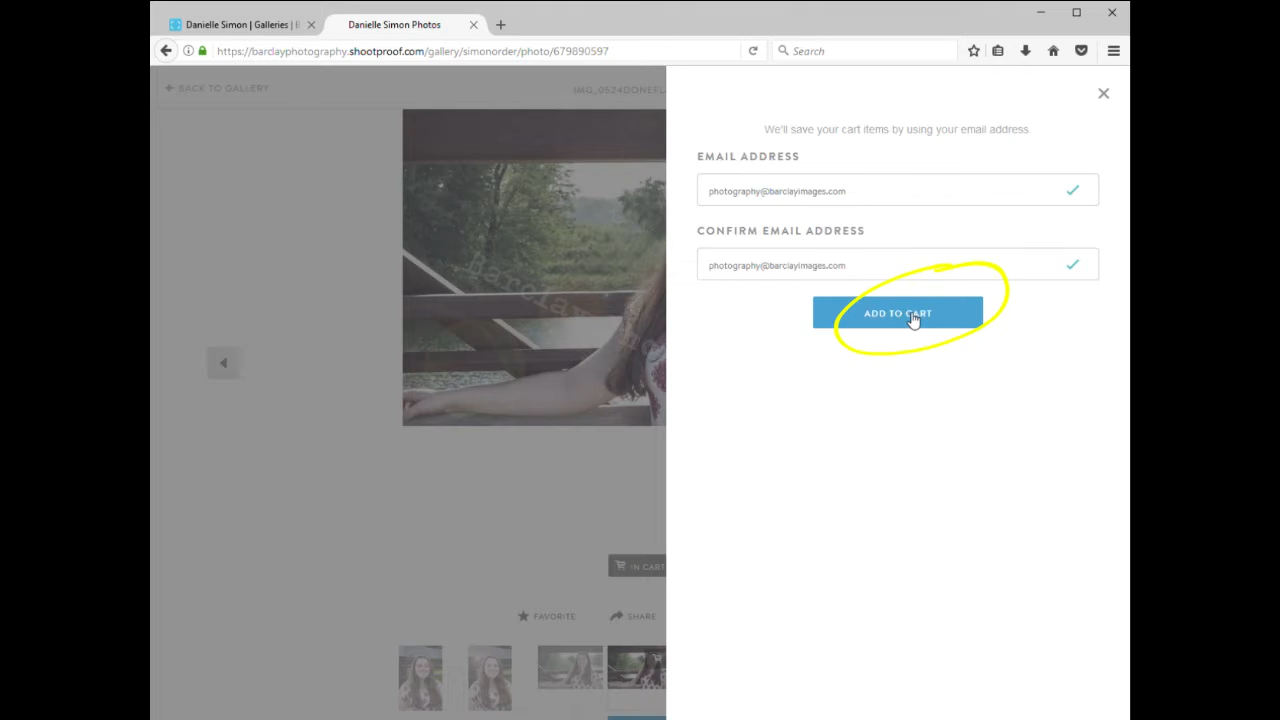 Danielle Simon | Galleries |
Danielle Simon Photos
https://barclayphotography.shootproof.com/gallery/simonorder/photo/679890597
Search
BACK TO GALLERY
IMG_0524DONEFL
We'll save your cart items by using your email address.
EMAIL ADDRESS
photography@barclayimages.com
CONFIRM EMAIL ADDRESS
photography@barclayimages.com
ADD TO CART
Barclay
IN CART
FAVORITE
SHARE